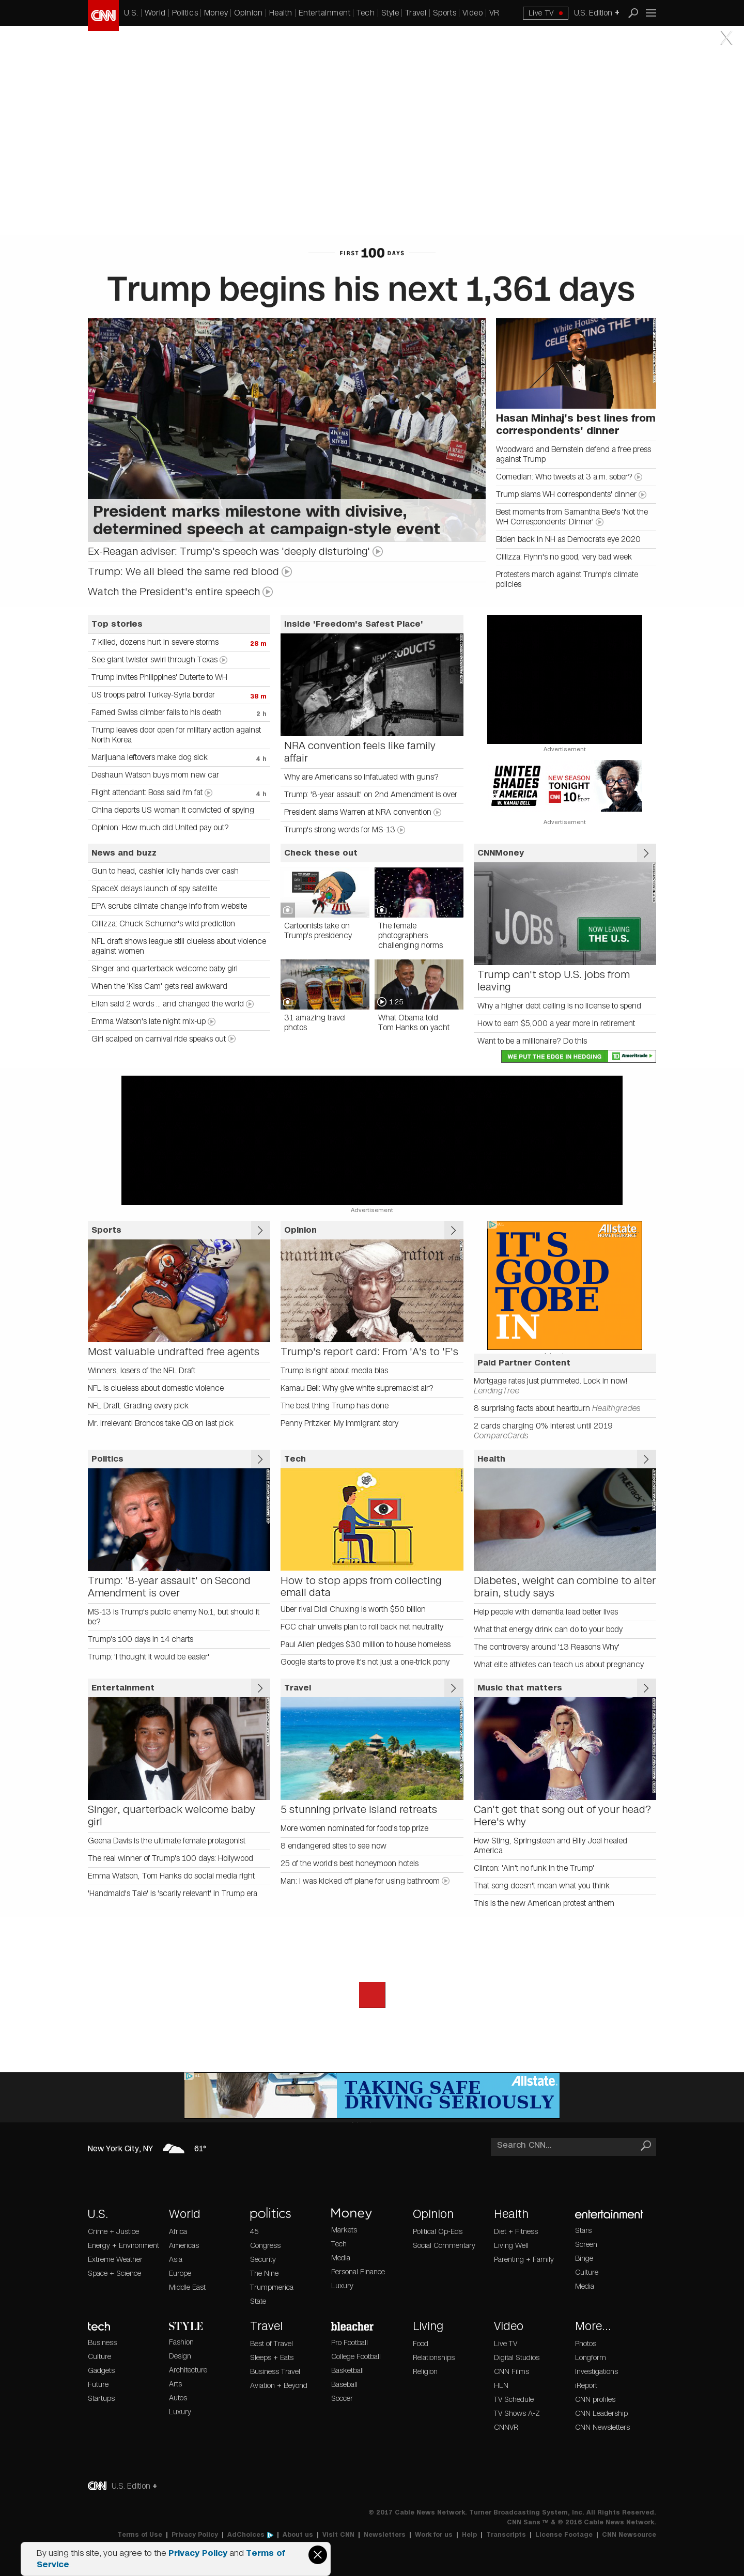 CNN
U.S. | World | Politics | Money | Opinion | Health | Entertainment | Tech | Style | Travel | Sports | Video | VR
Live TV
U.S. Edition +
X
FIRST 100 DAYS
Trump begins his next 1,361 days
President marks milestone with divisive,
determined speech at campaign-style event
Ex-Reagan adviser: Trump's speech was 'deeply disturbing'
Trump: We all bleed the same red blood
Watch the President's entire speech
Hasan Minhaj's best lines from
correspondents' dinner
Woodward and Bernstein defend a free press
against Trump
Comedian: Who tweets at 3 a.m. sober?
Trump slams WH correspondents' dinner
Best moments from Samantha Bee's 'Not the
WH Correspondents' Dinner'
Biden back in NH as Democrats eye 2020
Cillizza: Flynn's no good, very bad week
Protesters march against Trump's climate
policies
Top stories
7 killed, dozens hurt in severe storms
28 m
See giant twister swirl through Texas
Trump invites Philippines' Duterte to WH
US troops patrol Turkey-Syria border
38 m
Famed Swiss climber falls to his death
2 h
Trump leaves door open for military action against
North Korea
Marijuana leftovers make dog sick
4 h
Deshaun Watson buys mom new car
Flight attendant: Boss said I'm fat
4 h
China deports US woman it convicted of spying
Opinion: How much did United pay out?
Inside 'Freedom's Safest Place'
NRA convention feels like family
affair
Why are Americans so infatuated with guns?
Trump: '8-year assault' on 2nd Amendment is over
President slams Warren at NRA convention
Trump's strong words for MS-13
Advertisement
UNITED
SHADES
OF
AMERICA
W. KAMAU BELL
NEW SEASON
TONIGHT
CNN 10
Advertisement
News and buzz
Gun to head, cashier icily hands over cash
SpaceX delays launch of spy satellite
EPA scrubs climate change info from website
Cillizza: Chuck Schumer's wild prediction
NFL draft shows league still clueless about violence
against women
Singer and quarterback welcome baby girl
When the 'Kiss Cam' gets real awkward
Ellen said 2 words ... and changed the world
Emma Watson's late night mix-up
Girl scalped on carnival ride speaks out
Check these out
Cartoonists take on
Trump's presidency
The female
photographers
challenging norms
31 amazing travel
photos
1:25
What Obama told
Tom Hanks on yacht
CNNMoney
JOBS
NOW LEAVING
THE U.S.
Trump can't stop U.S. jobs from
leaving
Why a higher debt ceiling is no license to spend
How to earn $5,000 a year more in retirement
Want to be a millionaire? Do this
WE PUT THE EDGE IN HEDGING
Ameritrade
Advertisement
Sports
Most valuable undrafted free agents
Winners, losers of the NFL Draft
NFL is clueless about domestic violence
NFL Draft: Grading every pick
Mr. Irrelevant! Broncos take QB on last pick
Opinion
Trump's report card: From 'A's to 'F's
Trump is right about media bias
Kamau Bell: Why give white supremacist air?
The best thing Trump has done
Penny Pritzker: My immigrant story
Allstate
IT'S
GOOD
TO BE
IN
Paid Partner Content
Mortgage rates just plummeted. Lock in now!
LendingTree
8 surprising facts about heartburn Healthgrades
2 cards charging 0% interest until 2019
CompareCards
Politics
Trump: '8-year assault' on Second
Amendment is over
MS-13 is Trump's public enemy No.1, but should it
be?
Trump's 100 days in 14 charts
Trump: 'I thought it would be easier'
Tech
How to stop apps from collecting
email data
Uber rival Didi Chuxing is worth $50 billion
FCC chair unveils plan to roll back net neutrality
Paul Allen pledges $30 million to house homeless
Google starts to prove it's not just a one-trick pony
Health
Diabetes, weight can combine to alter
brain, study says
Help people with dementia lead better lives
What that energy drink can do to your body
The controversy around '13 Reasons Why'
What elite athletes can teach us about pregnancy
Entertainment
Singer, quarterback welcome baby
girl
Geena Davis is the ultimate female protagonist
The real winner of Trump's 100 days: Hollywood
Emma Watson, Tom Hanks do social media right
'Handmaid's Tale' is 'scarily relevant' in Trump era
Travel
5 stunning private island retreats
More women nominated for food's top prize
8 endangered sites to see now
25 of the world's best honeymoon hotels
Man: I was kicked off plane for using bathroom
Music that matters
Can't get that song out of your head?
Here's why
How Sting, Springsteen and Billy Joel healed
America
Clinton: 'Ain't no funk in the Trump'
That song doesn't mean what you think
This is the new American protest anthem
TAKING SAFE
DRIVING SERIOUSLY
Allstate
New York City, NY
61°
Search CNN...
U.S.
Crime + Justice
Energy + Environment
Extreme Weather
Space + Science
World
Africa
Americas
Asia
Europe
Middle East
politics
45
Congress
Security
The Nine
Trumpmerica
State
Money
Markets
Tech
Media
Personal Finance
Luxury
Opinion
Political Op-Eds
Social Commentary
Health
Diet + Fitness
Living Well
Parenting + Family
entertainment
Stars
Screen
Binge
Culture
Media
tech
Business
Culture
Gadgets
Future
Startups
STYLE
Fashion
Design
Architecture
Arts
Autos
Luxury
Travel
Best of Travel
Sleeps + Eats
Business Travel
Aviation + Beyond
bleacher
Pro Football
College Football
Basketball
Baseball
Soccer
Living
Food
Relationships
Religion
Video
Live TV
Digital Studios
CNN Films
HLN
TV Schedule
TV Shows A-Z
CNNVR
More...
Photos
Longform
Investigations
iReport
CNN profiles
CNN Leadership
CNN Newsletters
CNN U.S. Edition +
© 2017 Cable News Network. Turner Broadcasting System, Inc. All Rights Reserved.
CNN Sans ™ & © 2016 Cable News Network.
Terms of Use | Privacy Policy | AdChoices | About us | Visit CNN | Newsletters | Work for us | Help | Transcripts | License Footage | CNN Newsource
By using this site, you agree to the Privacy Policy and Terms of
Service.